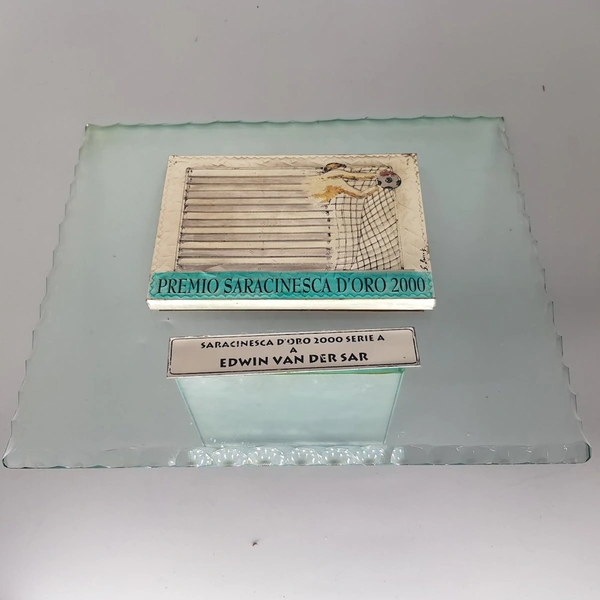 PREMIO SARACINESCA D'ORO 2000
SARACINESCA D'ORO 2000 SERIE A
A
EDWIN VAN DER SAR